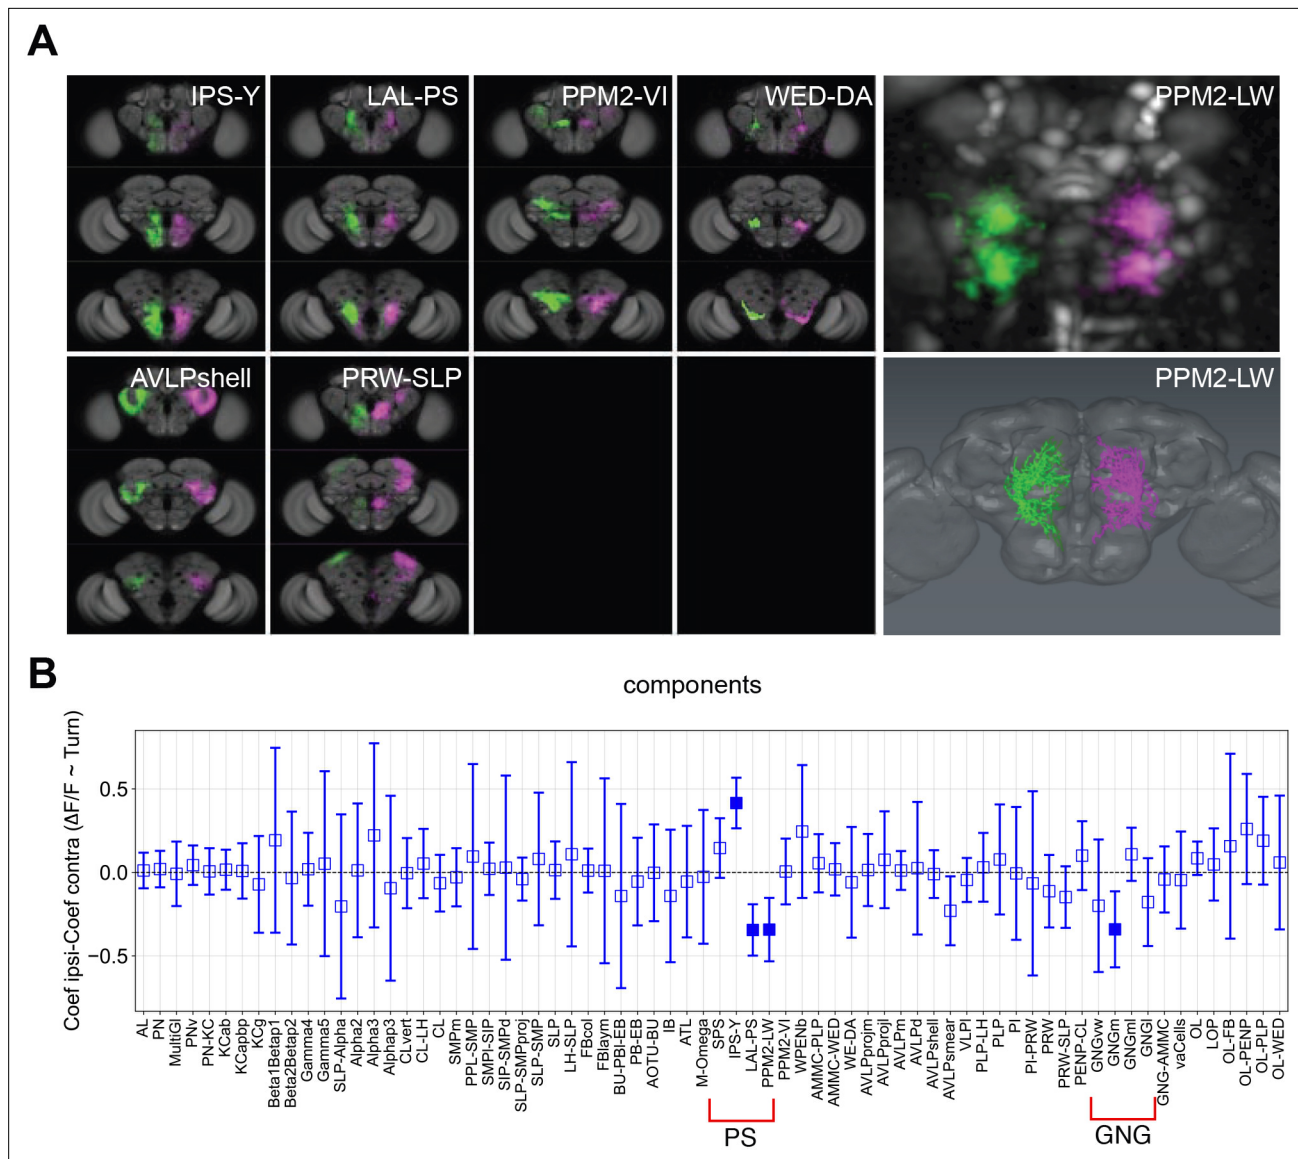 A
IPS-Y
LAL-PS
PPM2-VI
WED-DA
PPM2-LW
AVLPshell
PRW-SLP
PPM2-LW
B
components
Coef ipsi-Coef contra (ΔF/F ~ Turn)
0.5
0.0
−0.5
AL
PN
MultiGl
PNv
PN-KC
KCab
KCapbp
KCg
Beta1Betap1
Beta2Betap2
Gamma4
Gamma5
SLP-Alpha
Alpha2
Alpha3
Alphap3
CLvert
CL-LH
CL
SMPm
PPL-SMP
SMPl-SIP
SIP-SMPd
SLP-SMPproj
SLP-SMP
SLP
LH-SLP
FBcol
FBlaym
BU-PBl-EB
PB-EB
AOTU-BU
IB
ATL
M-Omega
SPS
IPS-Y
LAL-PS
PPM2-LW
PPM2-VI
WPENb
AMMC-PLP
AMMC-WED
WE-DA
AVLPprojm
AVLPprojl
AVLPm
AVLPd
AVLPshell
AVLPsmear
VLPl
PLP-LH
PLP
PI
PI-PRW
PRW
PRW-SLP
PENP-CL
GNGvw
GNGm
GNGml
GNGl
GNG-AMMC
vaCells
OL
LOP
OL-FB
OL-PENP
OL-PLP
OL-WED
PS
GNG